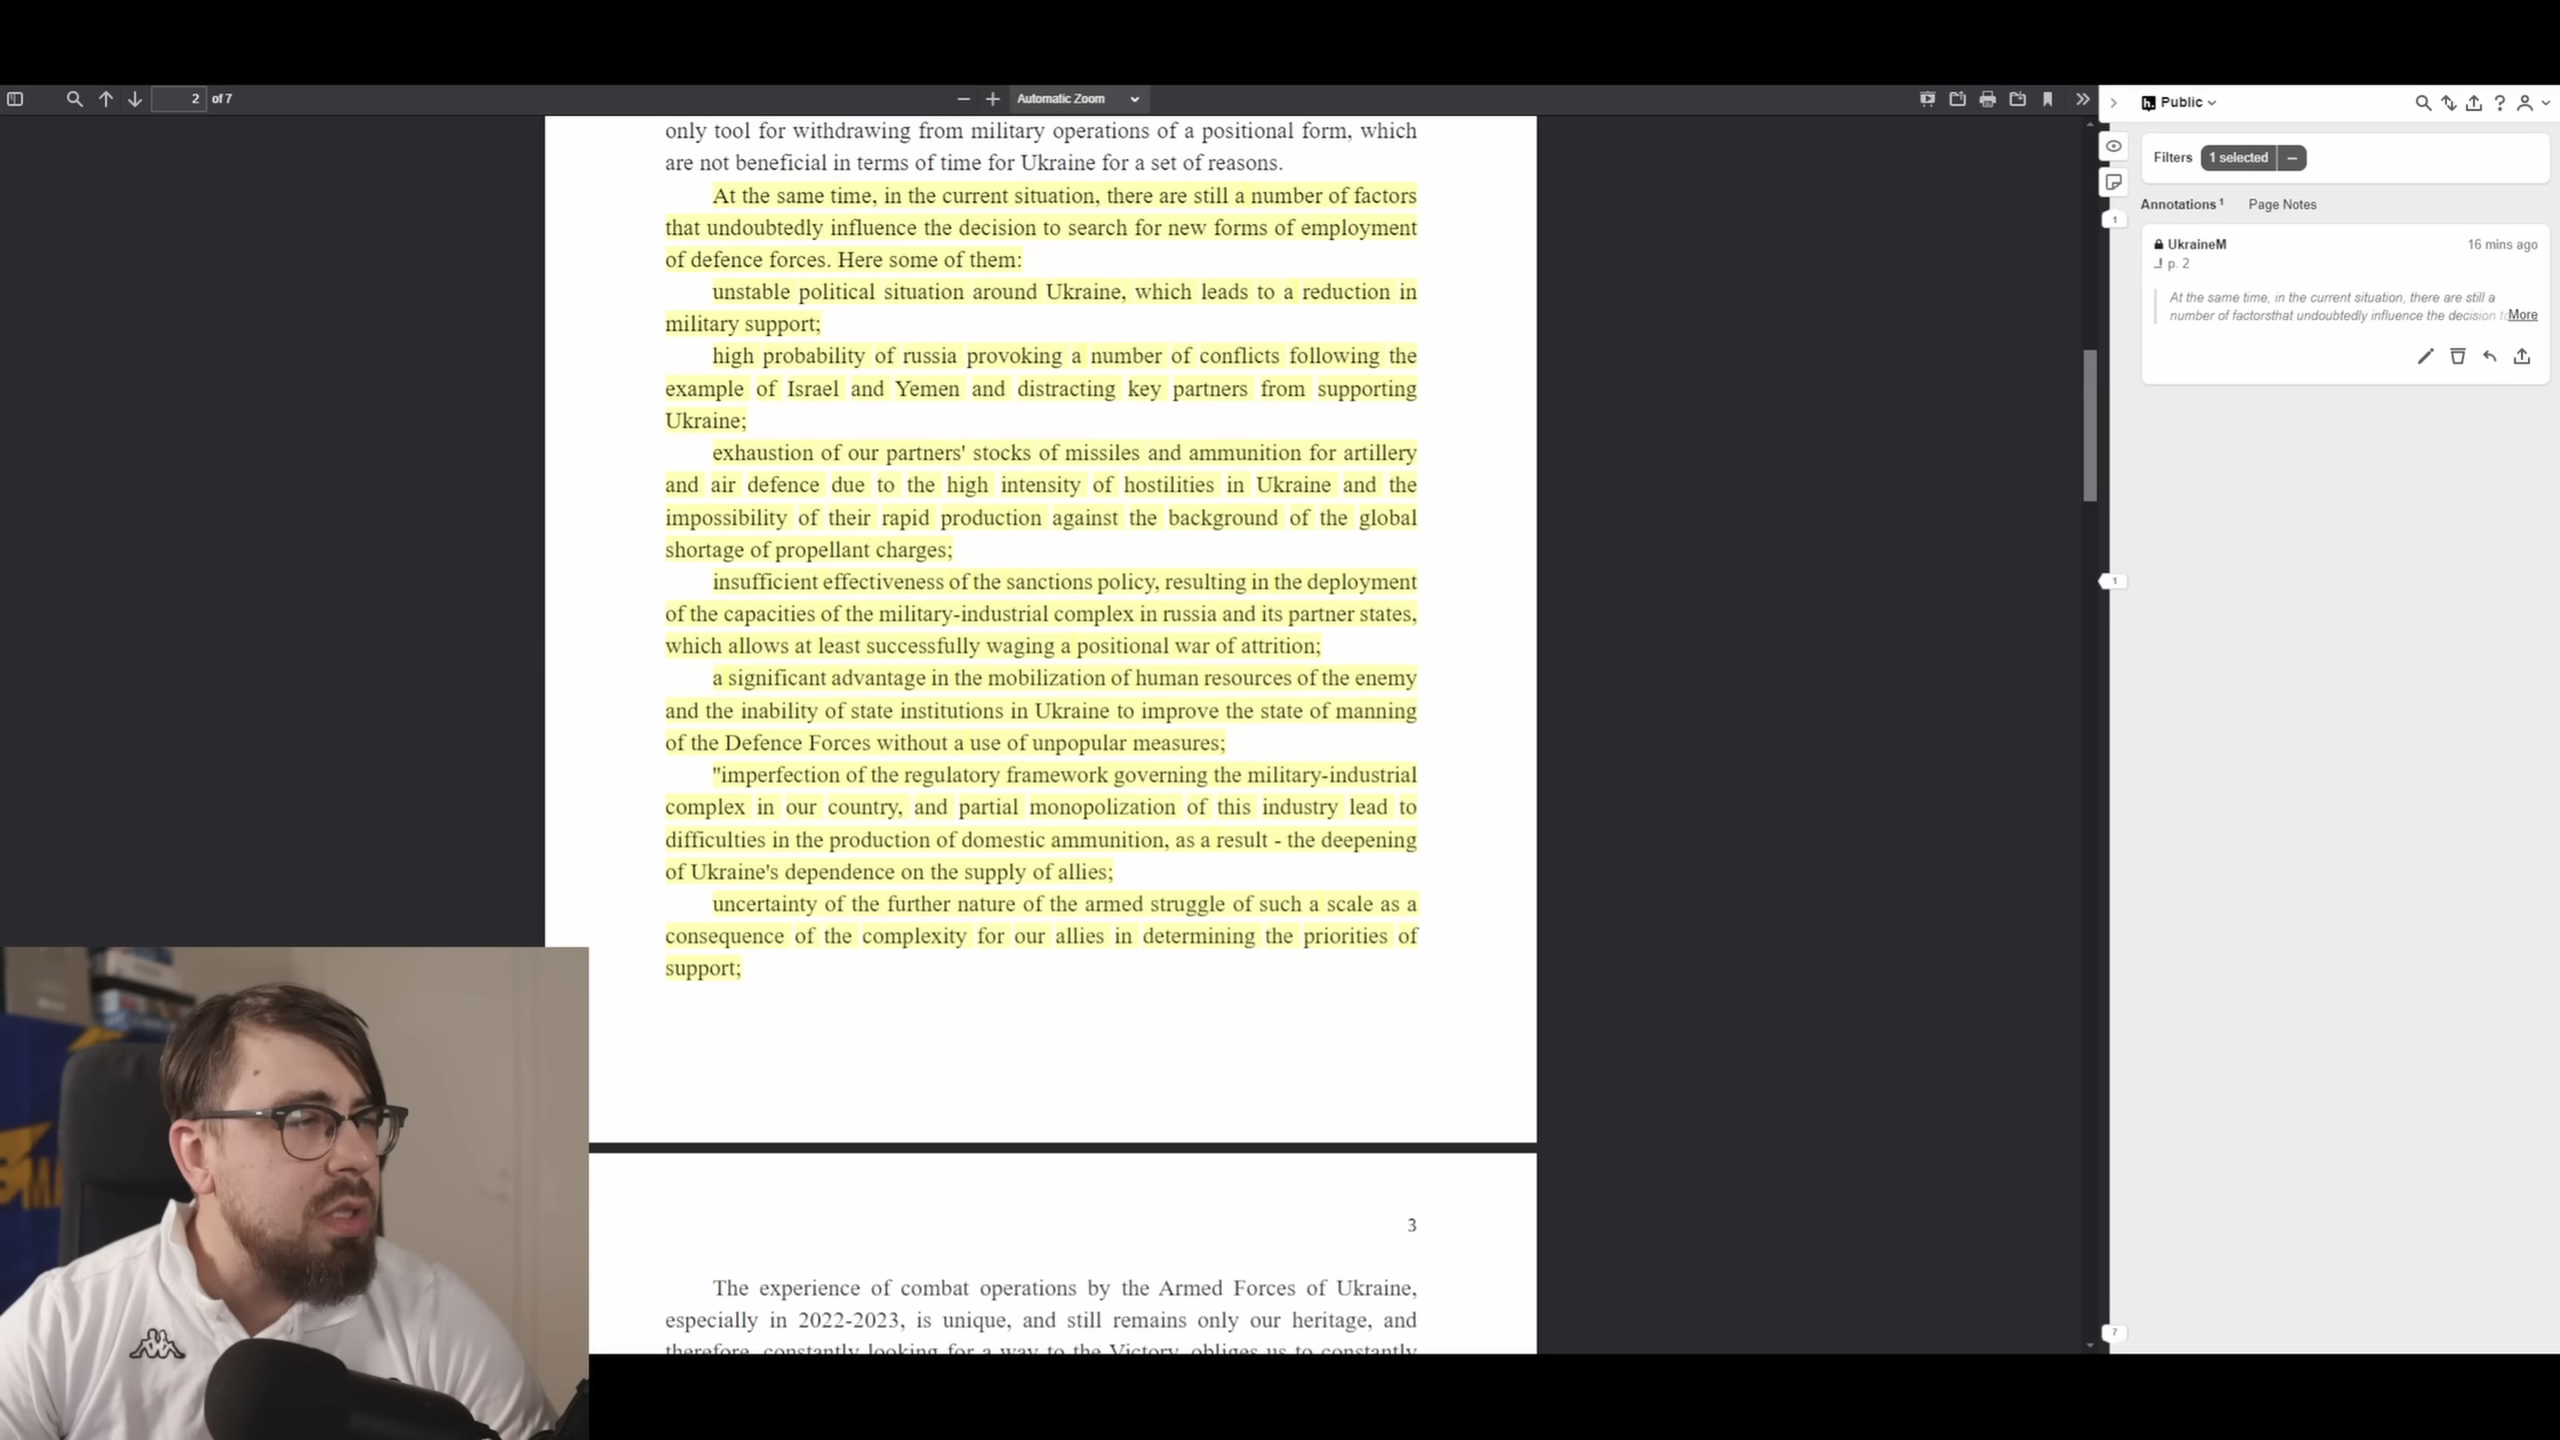 2 of 7
Automatic Zoom
Public
Filters 1 selected
Annotations 1 Page Notes
UkraineM 16 mins ago
p. 2
At the same time, in the current situation, there are still a
number of factorsthat undoubtedly influence the decision More
1
1
7
only tool for withdrawing from military operations of a positional form, which
are not beneficial in terms of time for Ukraine for a set of reasons.
At the same time, in the current situation, there are still a number of factors
that undoubtedly influence the decision to search for new forms of employment
of defence forces. Here some of them:
unstable political situation around Ukraine, which leads to a reduction in
military support;
high probability of russia provoking a number of conflicts following the
example of Israel and Yemen and distracting key partners from supporting
Ukraine;
exhaustion of our partners' stocks of missiles and ammunition for artillery
and air defence due to the high intensity of hostilities in Ukraine and the
impossibility of their rapid production against the background of the global
shortage of propellant charges;
insufficient effectiveness of the sanctions policy, resulting in the deployment
of the capacities of the military-industrial complex in russia and its partner states,
which allows at least successfully waging a positional war of attrition;
a significant advantage in the mobilization of human resources of the enemy
and the inability of state institutions in Ukraine to improve the state of manning
of the Defence Forces without a use of unpopular measures;
"imperfection of the regulatory framework governing the military-industrial
complex in our country, and partial monopolization of this industry lead to
difficulties in the production of domestic ammunition, as a result - the deepening
of Ukraine's dependence on the supply of allies;
uncertainty of the further nature of the armed struggle of such a scale as a
consequence of the complexity for our allies in determining the priorities of
support;
3
The experience of combat operations by the Armed Forces of Ukraine,
especially in 2022-2023, is unique, and still remains only our heritage, and
therefore, constantly looking for a way to the Victory, obliges us to constantly